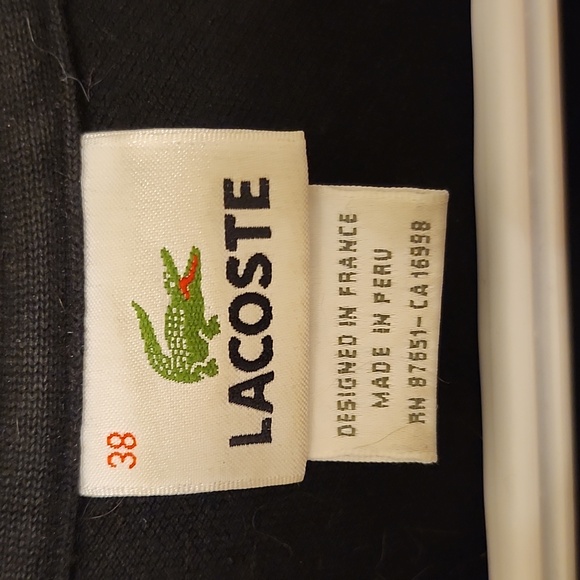 38
LACOSTE
DESIGNED IN FRANCE
MADE IN PERU
RN 87651-CA16998